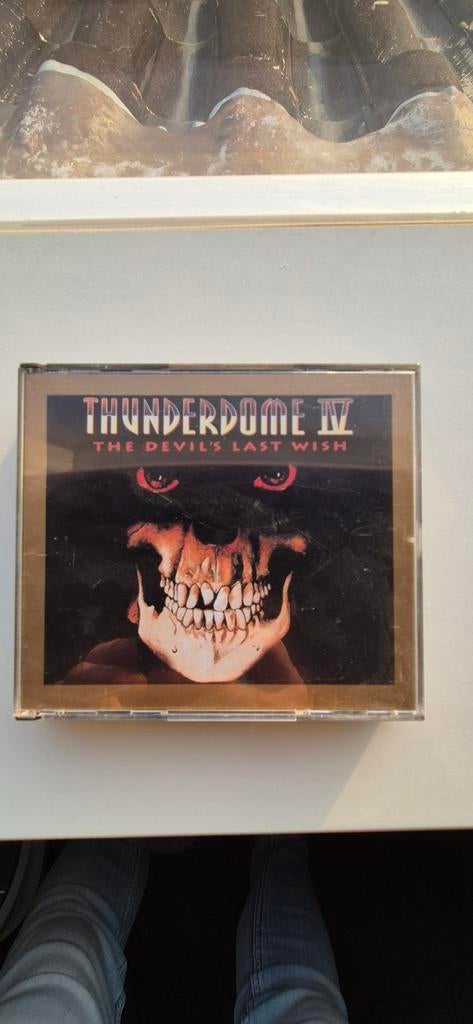 THUNDERDOME IV
THE DEVIL'S LAST WISH